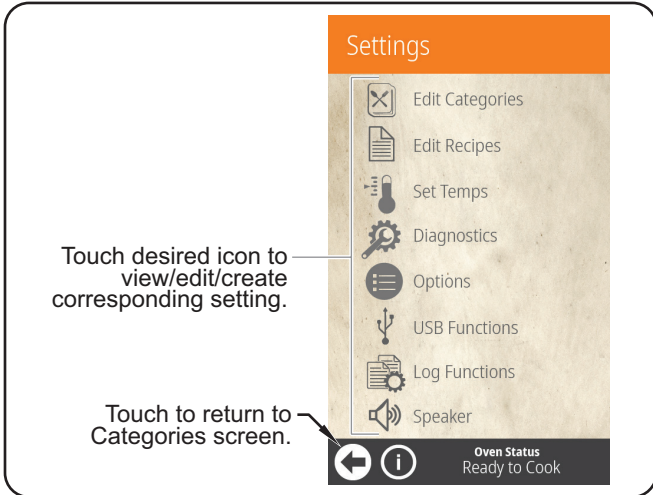 Settings
Edit Categories
Edit Recipes
Set Temps
Diagnostics
Touch desired icon to
view/edit/create
corresponding setting.
Options
USB Functions
Log Functions
Speaker
Touch to return to
Categories screen.
i
Oven Status
Ready to Cook